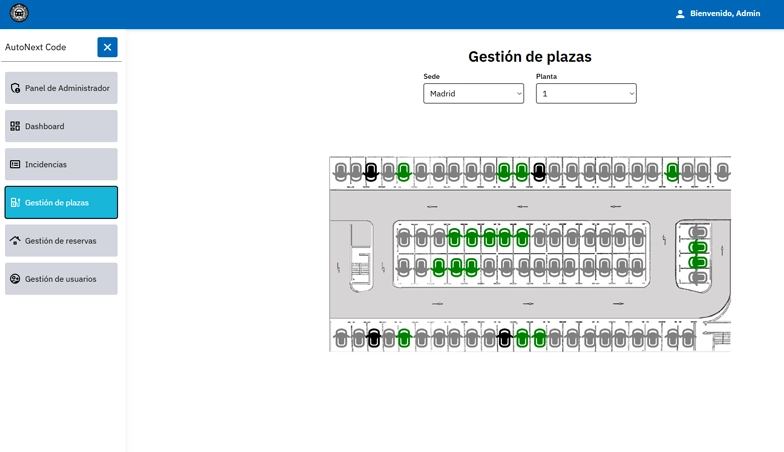 Bienvenido, Admin
AutoNext Code
Panel de Administrador
Dashboard
Incidencias
Gestión de plazas
Gestión de reservas
Gestión de usuarios
Gestión de plazas
Sede
Planta
Madrid
1